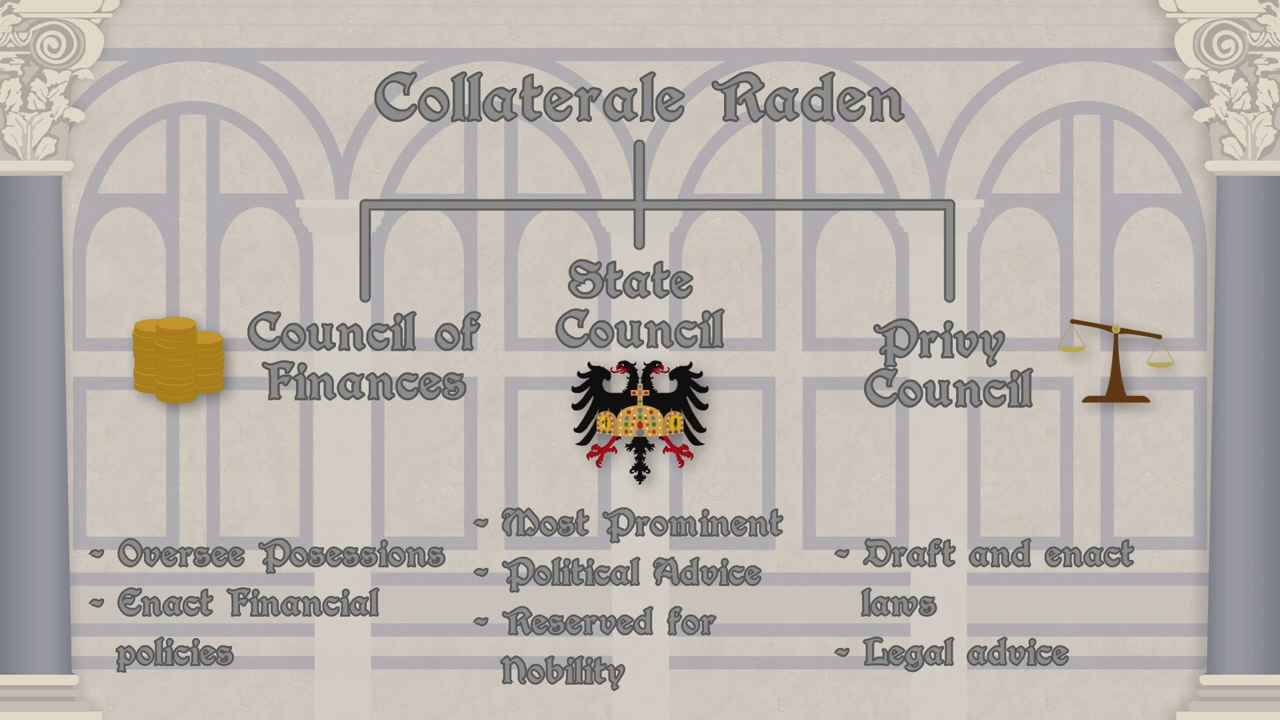 Collaterale Raden
Council of
Finances
~ Oversee Posessions
~ Enact Financial
policies
State
Council
~ Most Prominent
~ Political Advice
~ Reserved for
Nobility
Privy
Council
~ Draft and enact
laws
~ Legal advice